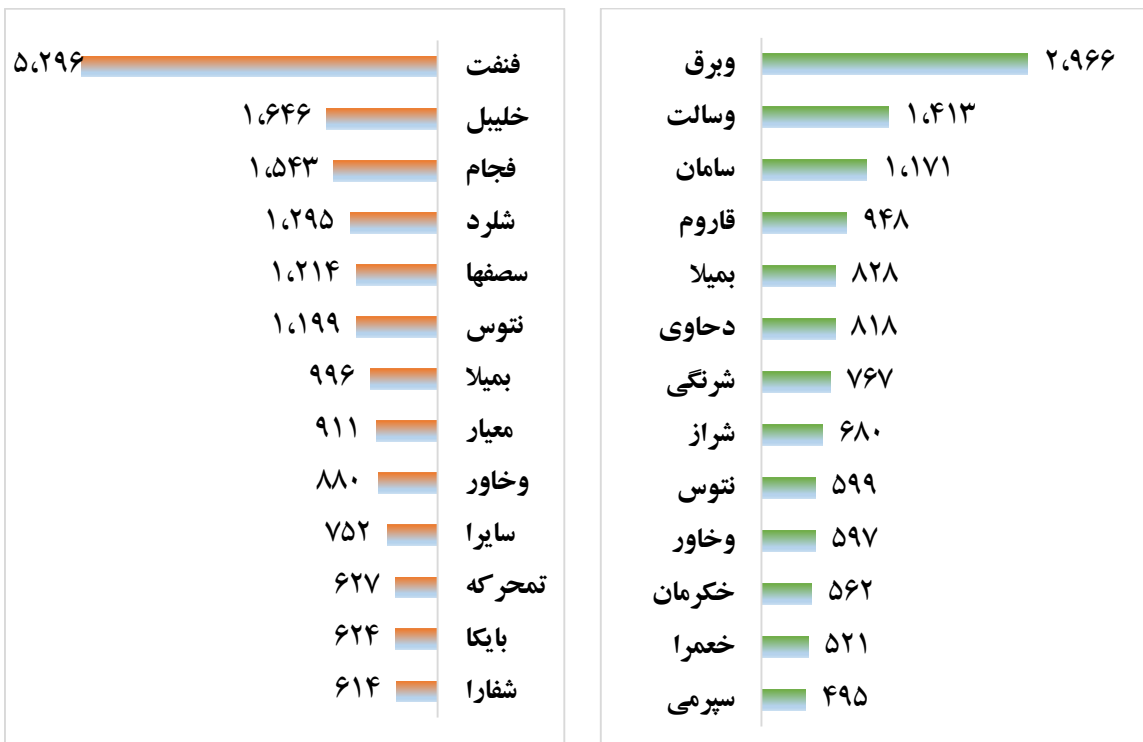 وبرق ۲،۹۶۶
وسالت ۱،۴۱۳
سامان ۱،۱۷۱
قاروم ۹۴۸
بمیلا ۸۲۸
دحاوی ۸۱۸
شرنگی ۷۶۷
شراز ۶۸۰
نتوس ۵۹۹
وخاور ۵۹۷
خکرمان ۵۶۲
خعمرا ۵۲۱
سپرمی ۴۹۵
فنفت ۵،۲۹۶
خلیبل ۱،۶۴۶
فجام ۱،۵۴۳
شلرد ۱،۲۹۵
سصفها ۱،۲۱۴
نتوس ۱،۱۹۹
بمیلا ۹۹۶
معیار ۹۱۱
وخاور ۸۸۰
سایرا ۷۵۲
تمحرکه ۶۲۷
بایکا ۶۲۴
شفارا ۶۱۴